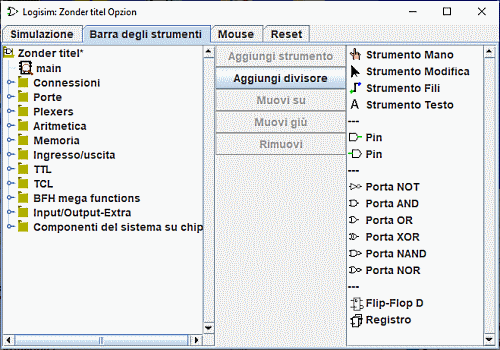 Logisim: Zonder titel Opzion
Simulazione
Barra degli strumenti
Mouse
Reset
Zonder titel*
main
Connessioni
Porte
Plexers
Aritmetica
Memoria
Ingresso/uscita
TTL
TCL
BFH mega functions
Input/Output-Extra
Componenti del sistema su chip
Aggiungi strumento
Aggiungi divisore
Muovi su
Muovi giù
Rimuovi
Strumento Mano
Strumento Modifica
Strumento Fili
A Strumento Testo
---
Pin
Pin
---
Porta NOT
Porta AND
Porta OR
Porta XOR
Porta NAND
Porta NOR
---
Flip-Flop D
Registro